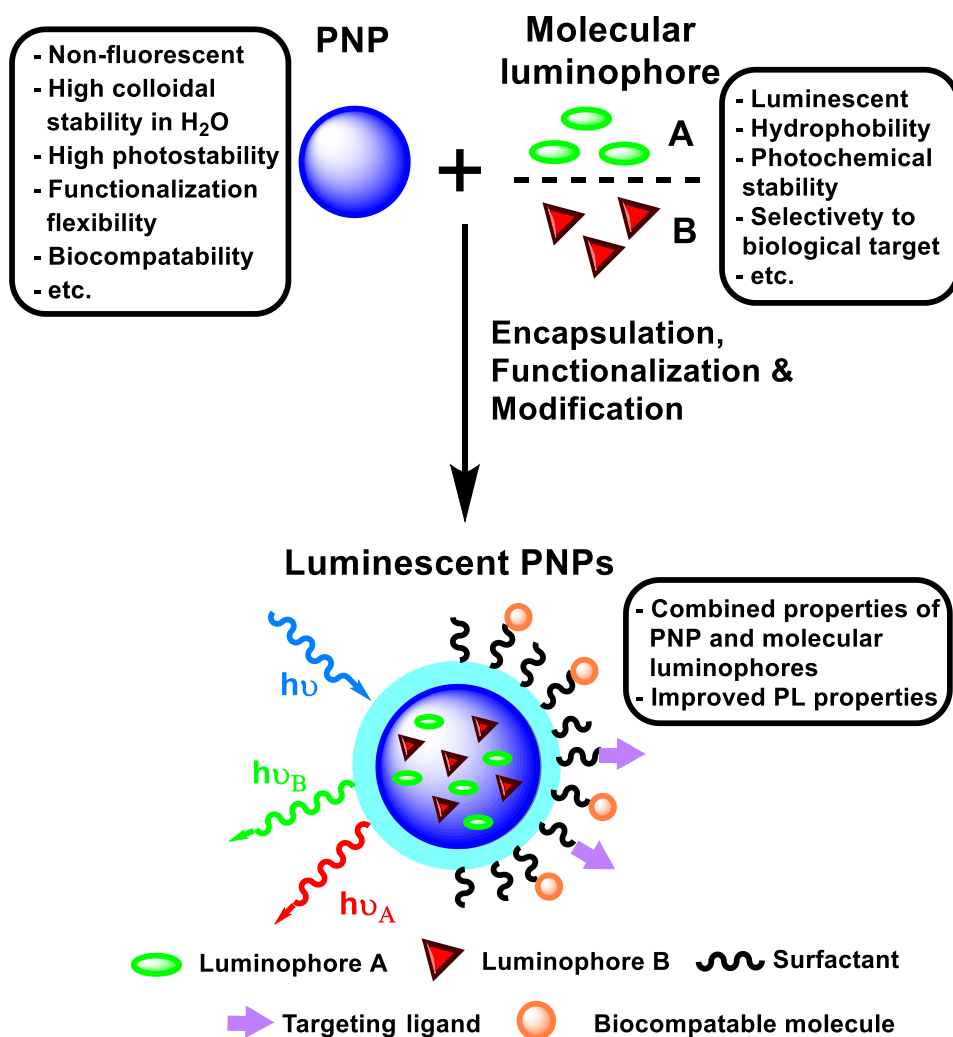 PNP
- Non-fluorescent
- High colloidal
stability in H₂O
- High photostability
- Functionalization
flexibility
- Biocompatability
- etc.
+
Molecular
luminophore
A
B
- Luminescent
- Hydrophobility
- Photochemical
stability
- Selectivety to
biological target
- etc.
Encapsulation,
Functionalization &
Modification
Luminescent PNPs
- Combined properties of
PNP and molecular
luminophores
- Improved PL properties
hυ
hυ_B
hυ_A
Luminophore A
Luminophore B
Surfactant
Targeting ligand
Biocompatable molecule